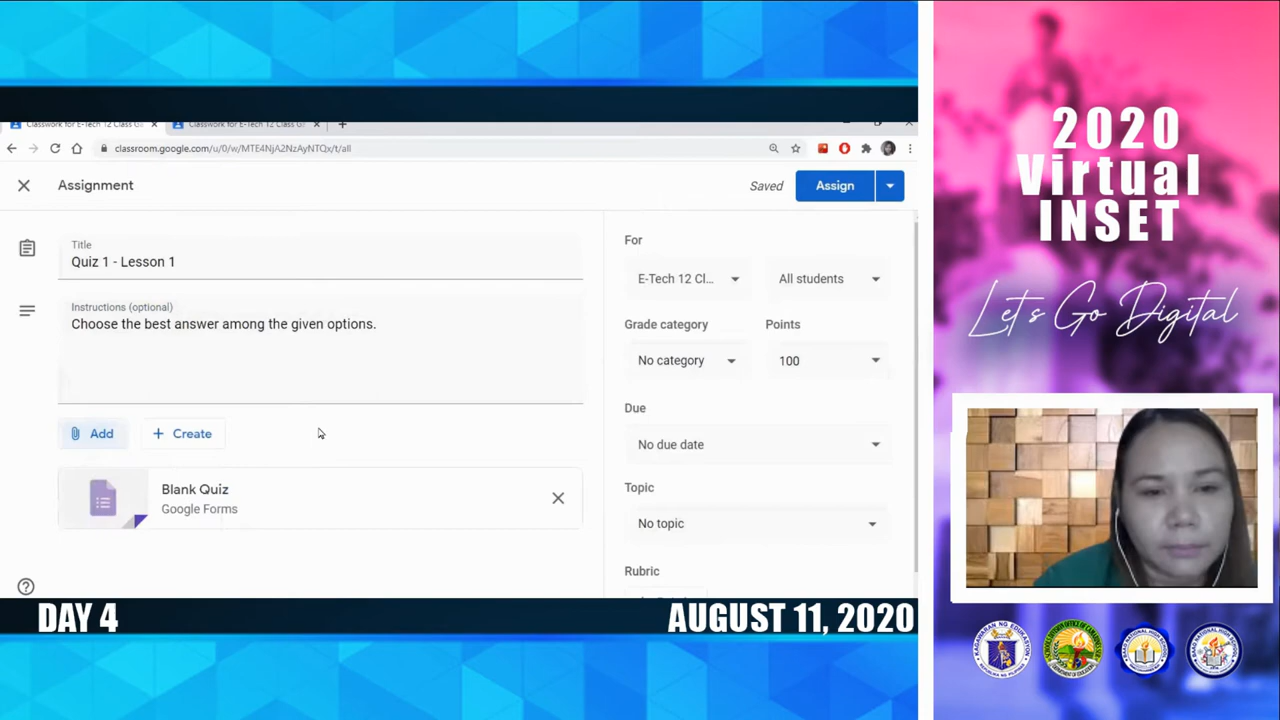 Classwork for E-Tech 12 Class G
Classwork for E-Tech 12 Class G
classroom.google.com/u/0/w/MTE4NjA2NzAyNTQx/t/all
Assignment
Saved
Assign
Title
Quiz 1 - Lesson 1
Instructions (optional)
Choose the best answer among the given options.
Add
Create
Blank Quiz
Google Forms
For
E-Tech 12 Cl...
All students
Grade category
Points
No category
100
Due
No due date
Topic
No topic
Rubric
DAY 4
AUGUST 11, 2020
2020
Virtual
INSET
Let's Go Digital